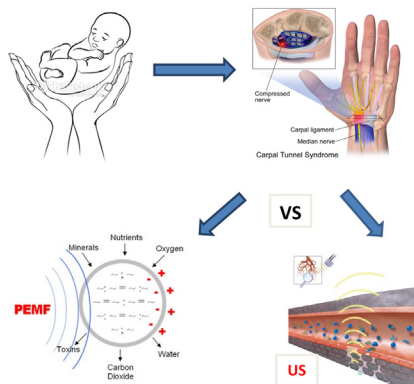 Compressed
nerve
Carpal ligament
Median nerve
Carpal Tunnel Syndrome
VS
Nutrients
Minerals
Oxygen
PEMF
Toxins
Water
Carbon
Dioxide
US